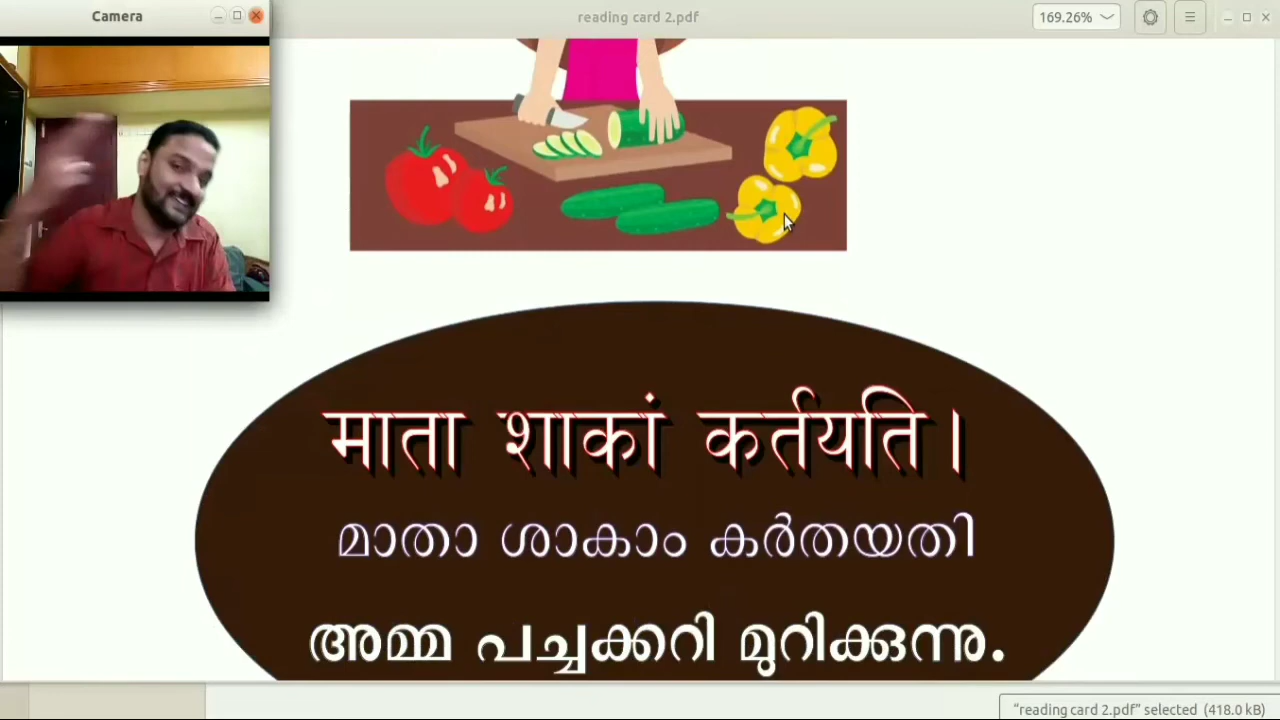 Camera
reading card 2.pdf
169.26%
माता शाकां कर्तयति।
മാതാ ശാകാം കർതയതി
അമ്മ പച്ചക്കറി മുറിക്കുന്നു.
“reading card 2.pdf” selected (418.0 kB)